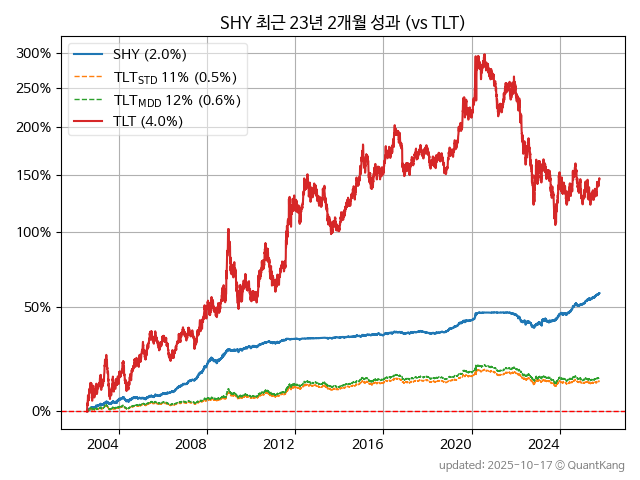 SHY 최근 23년 2개월 성과 (vs TLT)
SHY (2.0%)
TLT_STD 11% (0.5%)
TLT_MDD 12% (0.6%)
TLT (4.0%)
300%
250%
200%
150%
100%
50%
0%
2004 2008 2012 2016 2020 2024
updated: 2025-10-17 © QuantKang